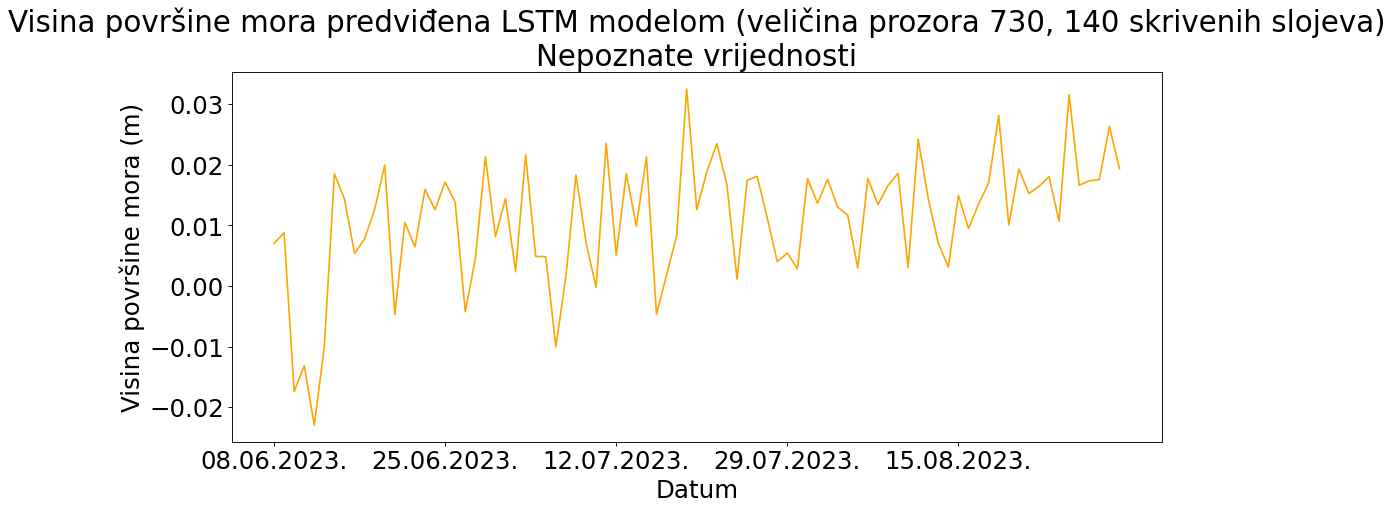 Visina površine mora predviđena LSTM modelom (veličina prozora 730, 140 skrivenih slojeva)
Nepoznate vrijednosti
Visina površine mora (m)
0.03
0.02
0.01
0.00
−0.01
−0.02
08.06.2023. 25.06.2023. 12.07.2023. 29.07.2023. 15.08.2023.
Datum